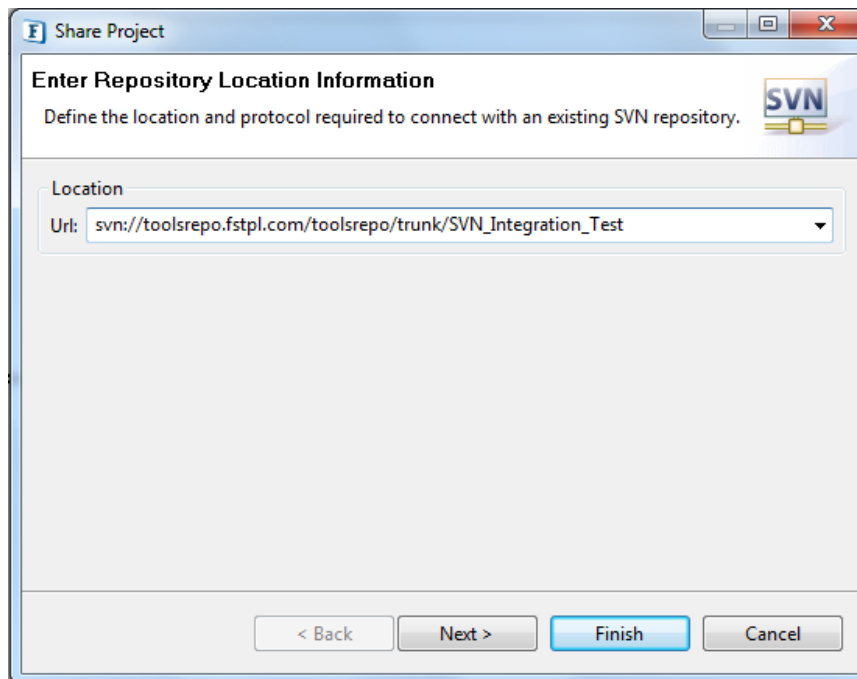 F Share Project
Enter Repository Location Information
Define the location and protocol required to connect with an existing SVN repository.
SVN
Location
Url: svn://toolsrepo.fstpl.com/toolsrepo/trunk/SVN_Integration_Test
< Back Next > Finish Cancel